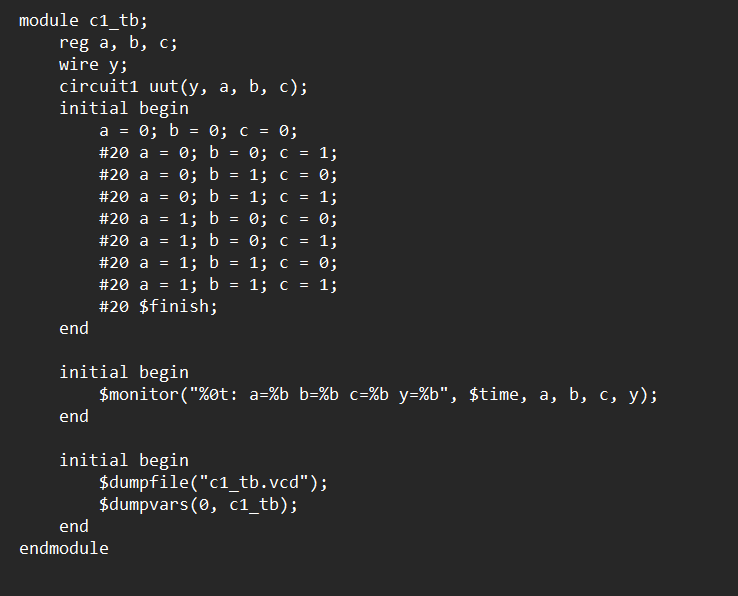 module c1_tb;
    reg a, b, c;
    wire y;
    circuit1 uut(y, a, b, c);
    initial begin
        a = 0; b = 0; c = 0;
        #20 a = 0; b = 0; c = 1;
        #20 a = 0; b = 1; c = 0;
        #20 a = 0; b = 1; c = 1;
        #20 a = 1; b = 0; c = 0;
        #20 a = 1; b = 0; c = 1;
        #20 a = 1; b = 1; c = 0;
        #20 a = 1; b = 1; c = 1;
        #20 $finish;
    end

    initial begin
        $monitor("%0t: a=%b b=%b c=%b y=%b", $time, a, b, c, y);
    end

    initial begin
        $dumpfile("c1_tb.vcd");
        $dumpvars(0, c1_tb);
    end
endmodule